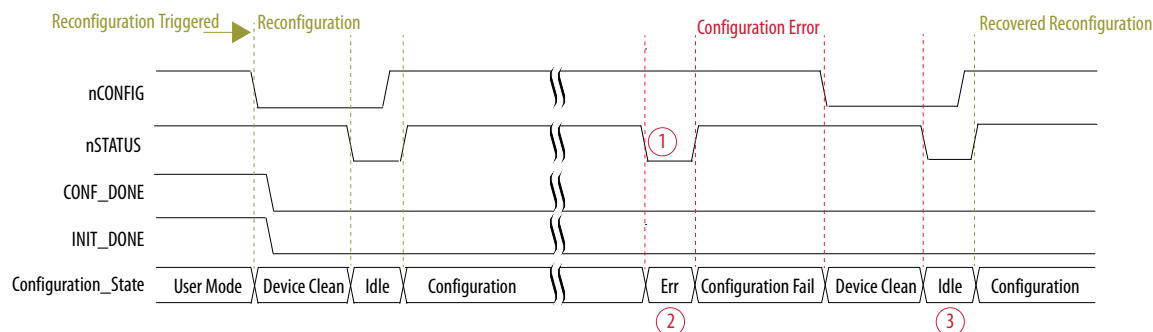 Reconfiguration Triggered Reconfiguration Configuration Error Recovered Reconfiguration
nCONFIG
nSTATUS 1
CONF_DONE
INIT_DONE
Configuration_State User Mode Device Clean Idle Configuration Err Configuration Fail Device Clean Idle Configuration
2 3